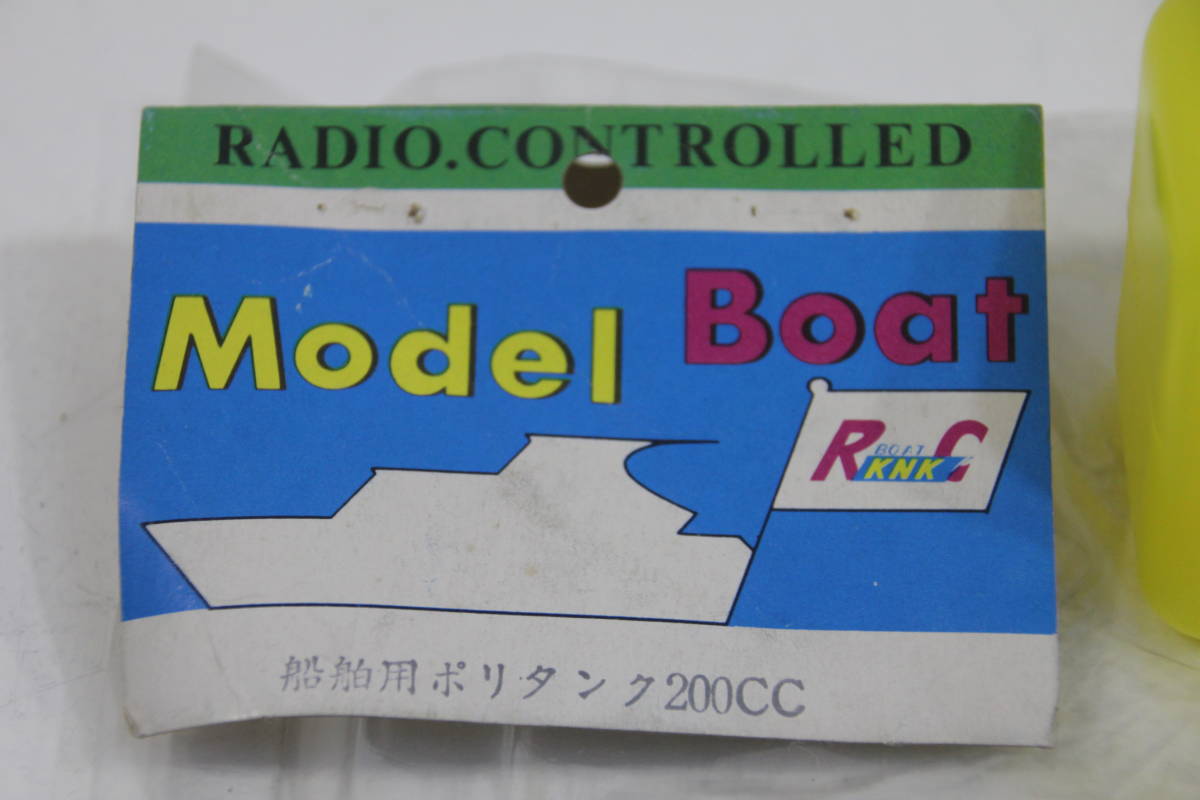 RADIO.CONTROLLED
Model Boat
R BOAT C
KNK
船舶用ポリタンク200CC